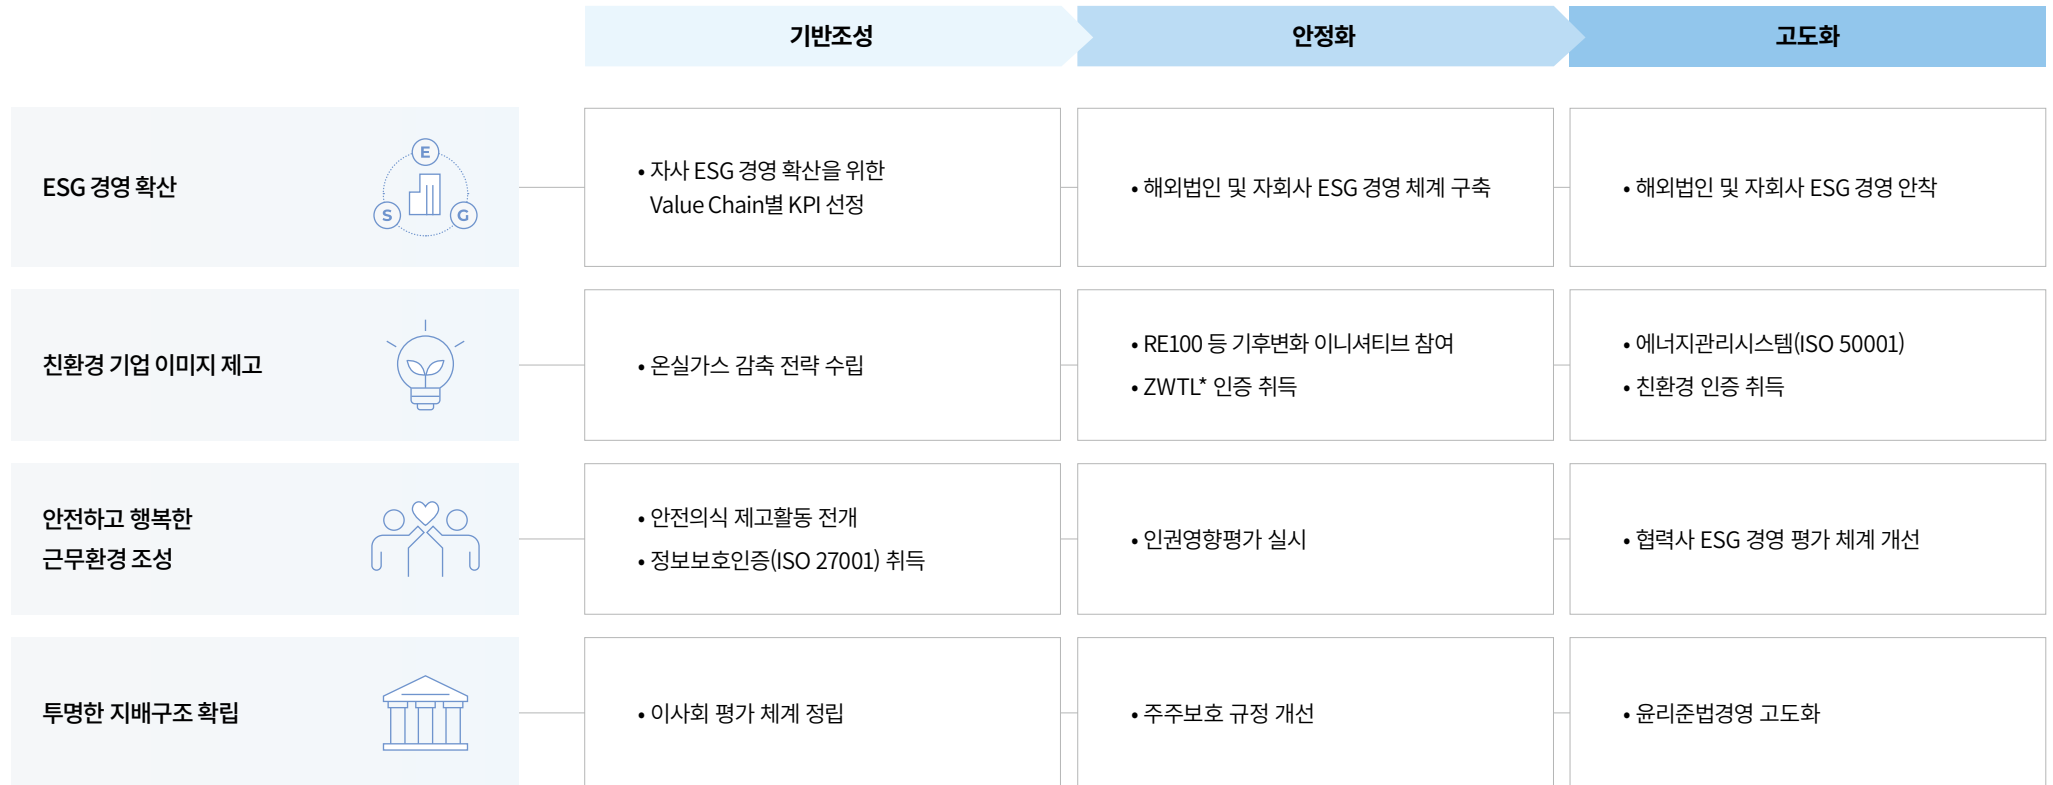 기반조성
안정화
고도화
ESG 경영 확산
E
S
G
• 자사 ESG 경영 확산을 위한
Value Chain별 KPI 선정
• 해외법인 및 자회사 ESG 경영 체계 구축
• 해외법인 및 자회사 ESG 경영 안착
친환경 기업 이미지 제고
• 온실가스 감축 전략 수립
• RE100 등 기후변화 이니셔티브 참여
• ZWTL* 인증 취득
• 에너지관리시스템(ISO 50001)
• 친환경 인증 취득
안전하고 행복한
근무환경 조성
• 안전의식 제고활동 전개
• 정보보호인증(ISO 27001) 취득
• 인권영향평가 실시
• 협력사 ESG 경영 평가 체계 개선
투명한 지배구조 확립
• 이사회 평가 체계 정립
• 주주보호 규정 개선
• 윤리준법경영 고도화